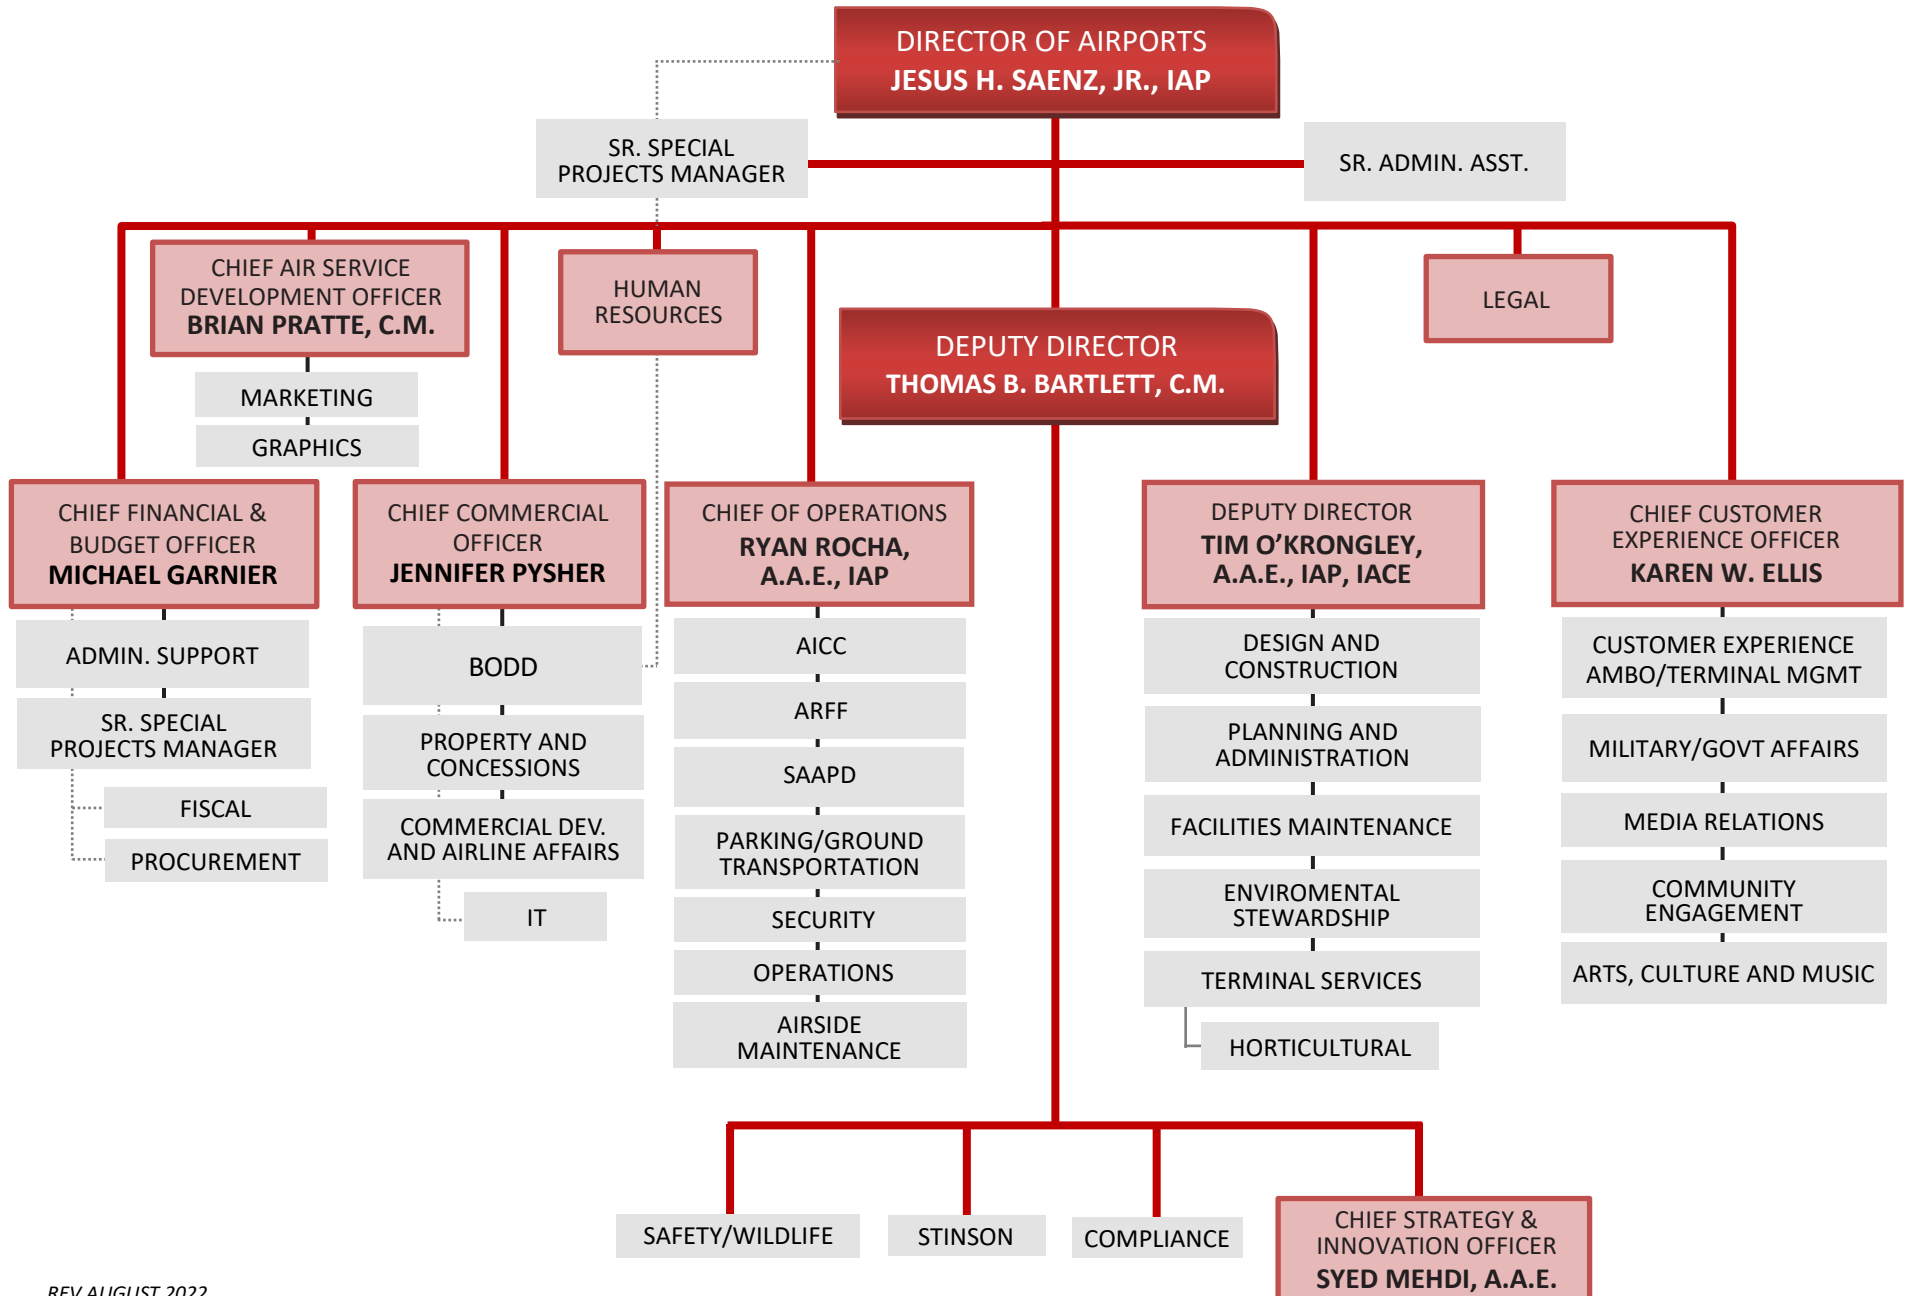 DIRECTOR OF AIRPORTS
JESUS H. SAENZ, JR., IAP
SR. SPECIAL
PROJECTS MANAGER
SR. ADMIN. ASST.
CHIEF AIR SERVICE
DEVELOPMENT OFFICER
BRIAN PRATTE, C.M.
MARKETING
GRAPHICS
HUMAN
RESOURCES
DEPUTY DIRECTOR
THOMAS B. BARTLETT, C.M.
LEGAL
CHIEF FINANCIAL &
BUDGET OFFICER
MICHAEL GARNIER
ADMIN. SUPPORT
SR. SPECIAL
PROJECTS MANAGER
FISCAL
PROCUREMENT
CHIEF COMMERCIAL
OFFICER
JENNIFER PYSHER
BODD
PROPERTY AND
CONCESSIONS
COMMERCIAL DEV.
AND AIRLINE AFFAIRS
IT
CHIEF OF OPERATIONS
RYAN ROCHA,
A.A.E., IAP
AICC
ARFF
SAAPD
PARKING/GROUND
TRANSPORTATION
SECURITY
OPERATIONS
AIRSIDE
MAINTENANCE
DEPUTY DIRECTOR
TIM O’KRONGLEY,
A.A.E., IAP, IACE
DESIGN AND
CONSTRUCTION
PLANNING AND
ADMINISTRATION
FACILITIES MAINTENANCE
ENVIROMENTAL
STEWARDSHIP
TERMINAL SERVICES
HORTICULTURAL
CHIEF CUSTOMER
EXPERIENCE OFFICER
KAREN W. ELLIS
CUSTOMER EXPERIENCE
AMBO/TERMINAL MGMT
MILITARY/GOVT AFFAIRS
MEDIA RELATIONS
COMMUNITY
ENGAGEMENT
ARTS, CULTURE AND MUSIC
SAFETY/WILDLIFE
STINSON
COMPLIANCE
CHIEF STRATEGY &
INNOVATION OFFICER
SYED MEHDI, A.A.E.
REV AUGUST 2022